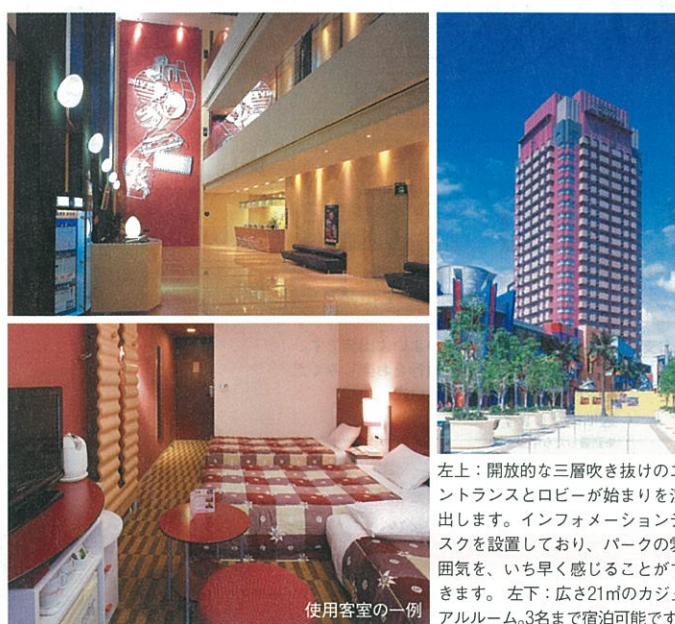 使用客室の一例
左上：開放的な三層吹き抜けのエ
ントランスとロビーが始まりを演
出します。インフォメーションデ
スクを設置しており、パークの雰
囲気を、いち早く感じることがで
きます。 左下：広さ21㎡のカジュ
アルルーム。3名まで宿泊可能です